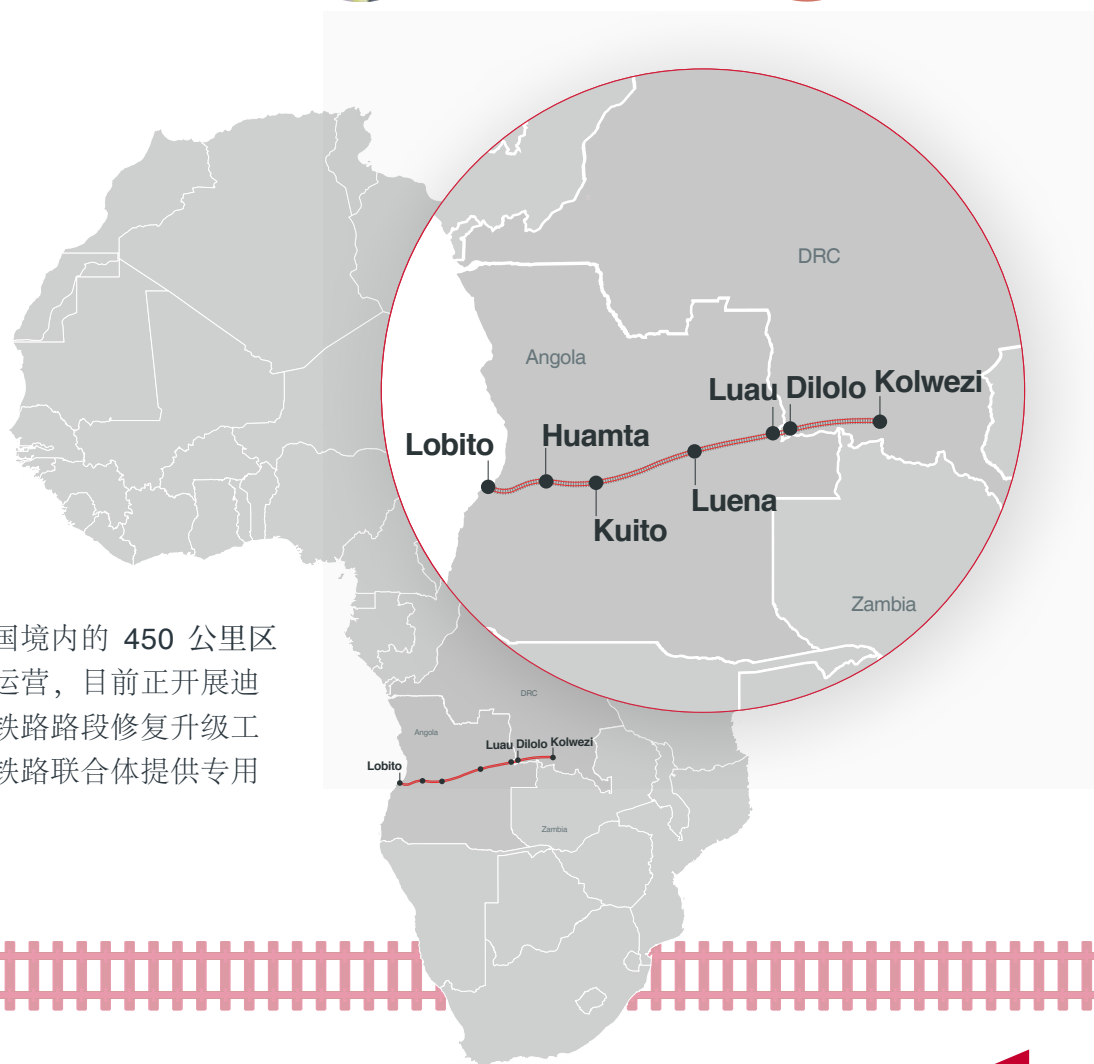 DRC
Angola
Luau Dilolo Kolwezi
Lobito
Huamta
Luena
Kuito
Zambia
国境内的 450 公里区
运营，目前正开展迪
铁路路段修复升级工
铁路联合体提供专用
DRC
Angola
Luau Dilolo Kolwezi
Lobito
Zambia